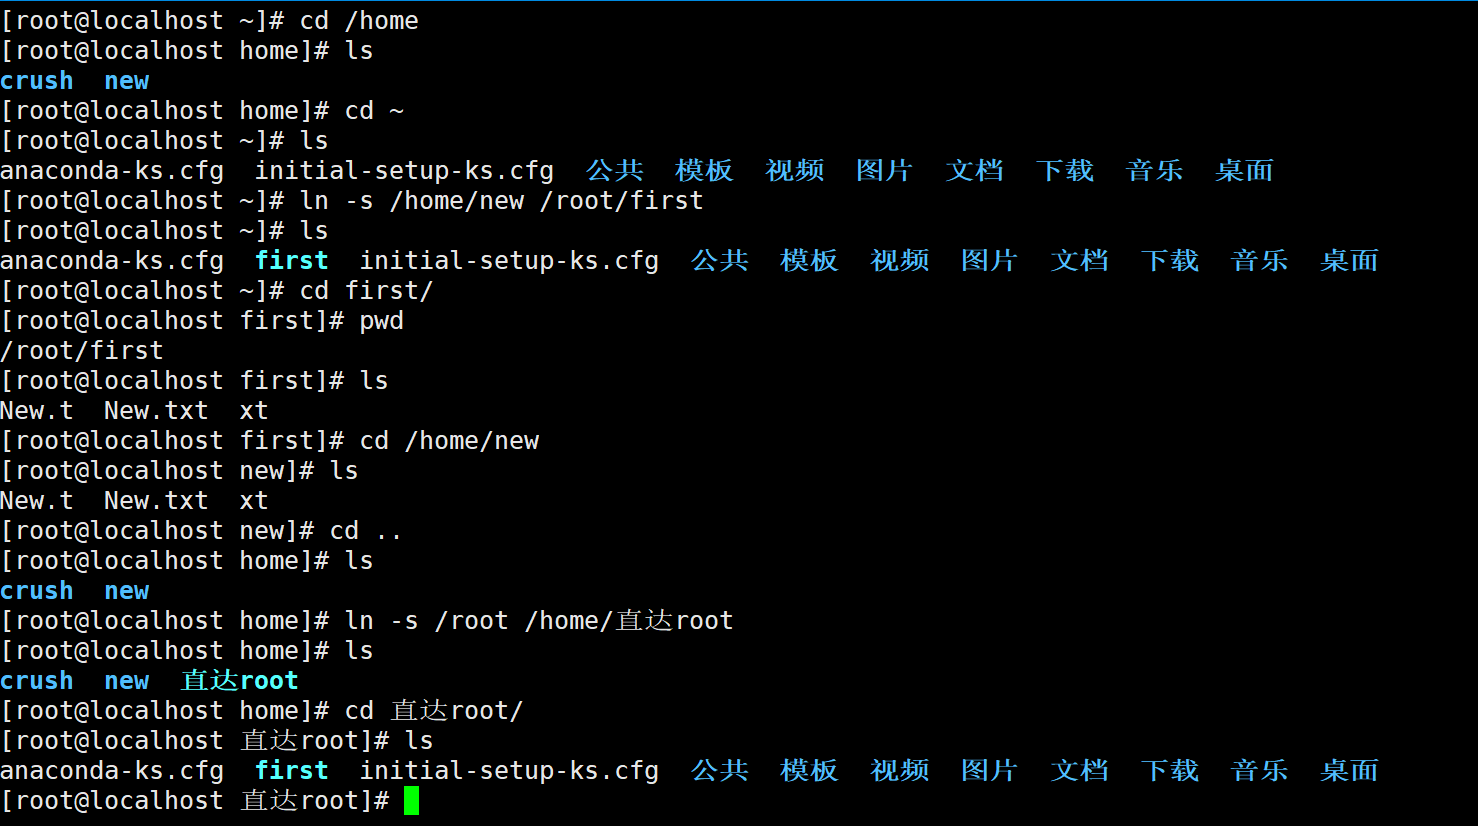 [root@localhost ~]# cd /home
[root@localhost home]# ls
crush  new
[root@localhost home]# cd ~
[root@localhost ~]# ls
anaconda-ks.cfg  initial-setup-ks.cfg  公共  模板  视频  图片  文档  下载  音乐  桌面
[root@localhost ~]# ln -s /home/new /root/first
[root@localhost ~]# ls
anaconda-ks.cfg  first  initial-setup-ks.cfg  公共  模板  视频  图片  文档  下载  音乐  桌面
[root@localhost ~]# cd first/
[root@localhost first]# pwd
/root/first
[root@localhost first]# ls
New.t  New.txt  xt
[root@localhost first]# cd /home/new
[root@localhost new]# ls
New.t  New.txt  xt
[root@localhost new]# cd ..
[root@localhost home]# ls
crush  new
[root@localhost home]# ln -s /root /home/直达root
[root@localhost home]# ls
crush  new  直达root
[root@localhost home]# cd 直达root/
[root@localhost 直达root]# ls
anaconda-ks.cfg  first  initial-setup-ks.cfg  公共  模板  视频  图片  文档  下载  音乐  桌面
[root@localhost 直达root]#